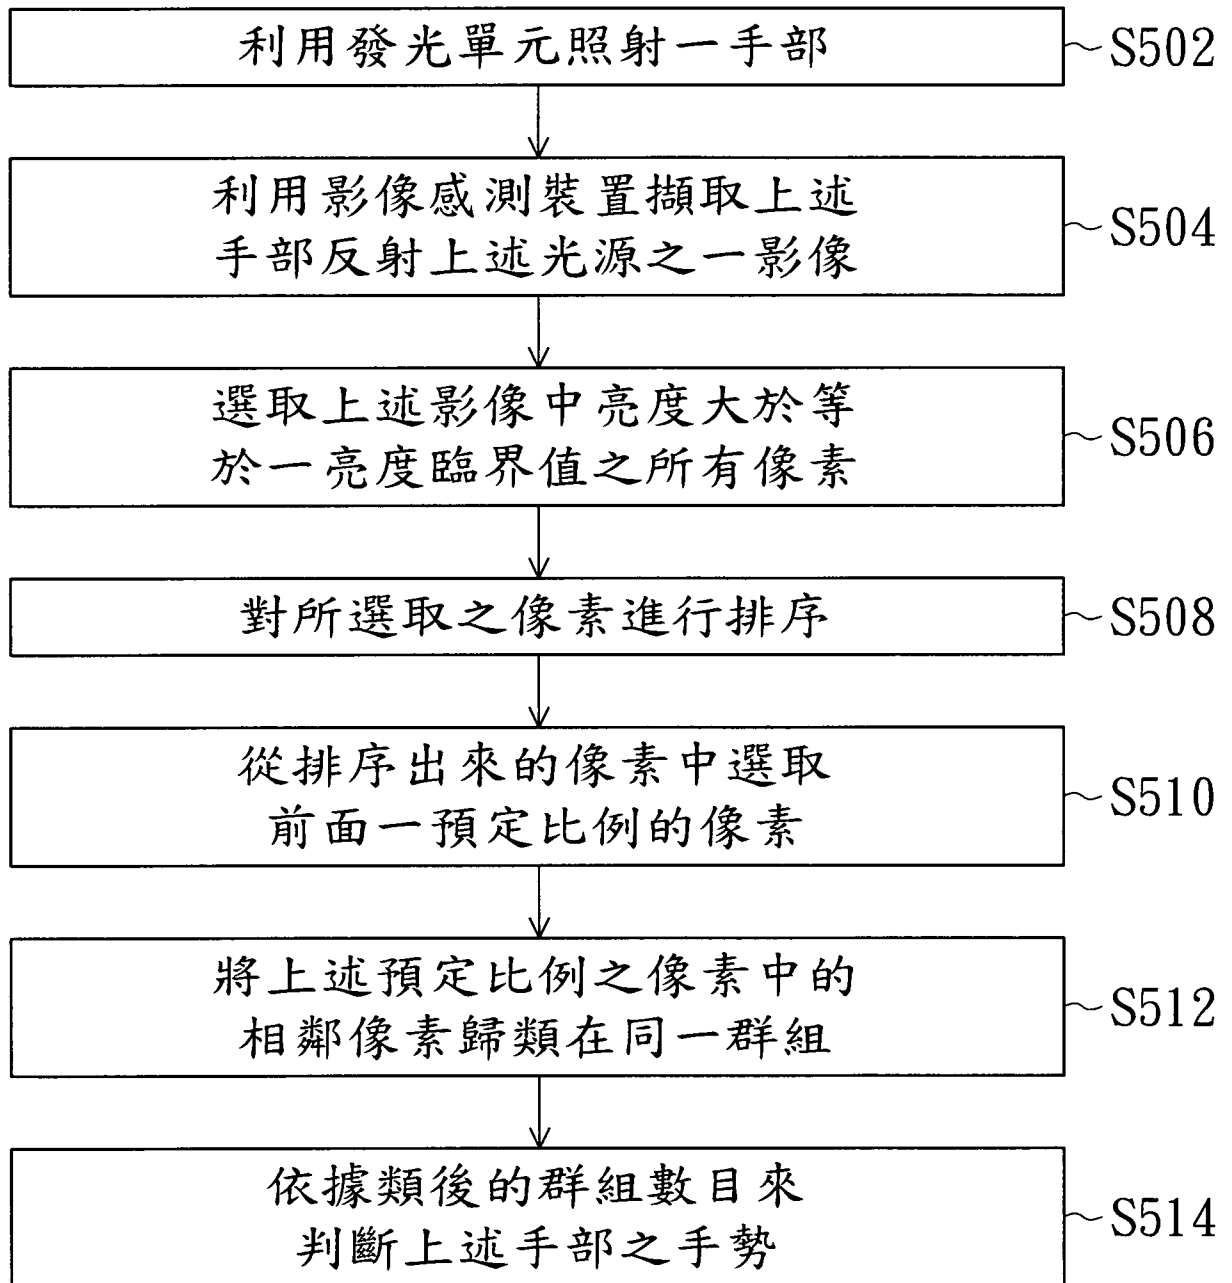 利用發光單元照射一手部
S502
利用影像感測裝置擷取上述
手部反射上述光源之一影像
S504
選取上述影像中亮度大於等
於一亮度臨界值之所有像素
S506
對所選取之像素進行排序
S508
從排序出來的像素中選取
前面一預定比例的像素
S510
將上述預定比例之像素中的
相鄰像素歸類在同一群組
S512
依據類後的群組數目來
判斷上述手部之手勢
S514